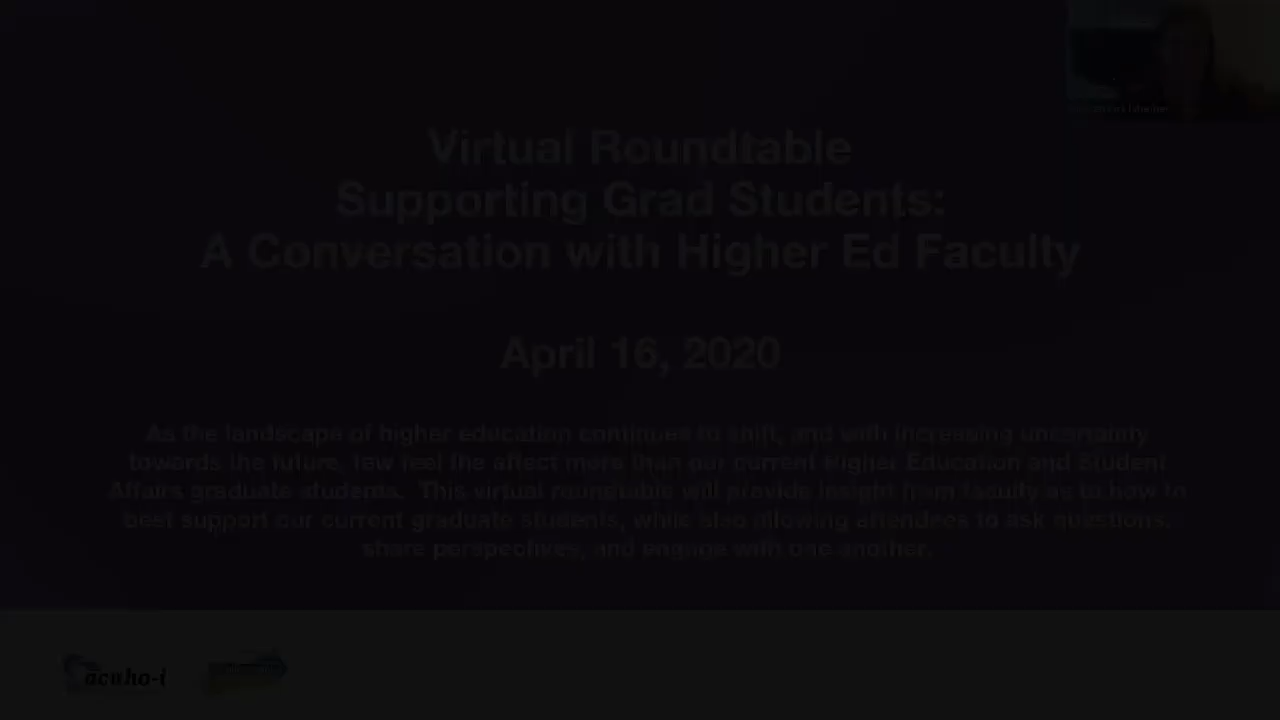 Virtual Roundtable
Supporting Grad Students:
A Conversation with Higher Ed Faculty
April 16, 2020
As the landscape of higher education continues to shift, and with increasing uncertainty
towards the future, few feel the affect more than our current Higher Education and Student
Affairs graduate students. This virtual roundtable will provide insight from faculty as to how to
best support our current graduate students, while also allowing attendees to ask questions,
share perspectives, and engage with one another.
acuho-i